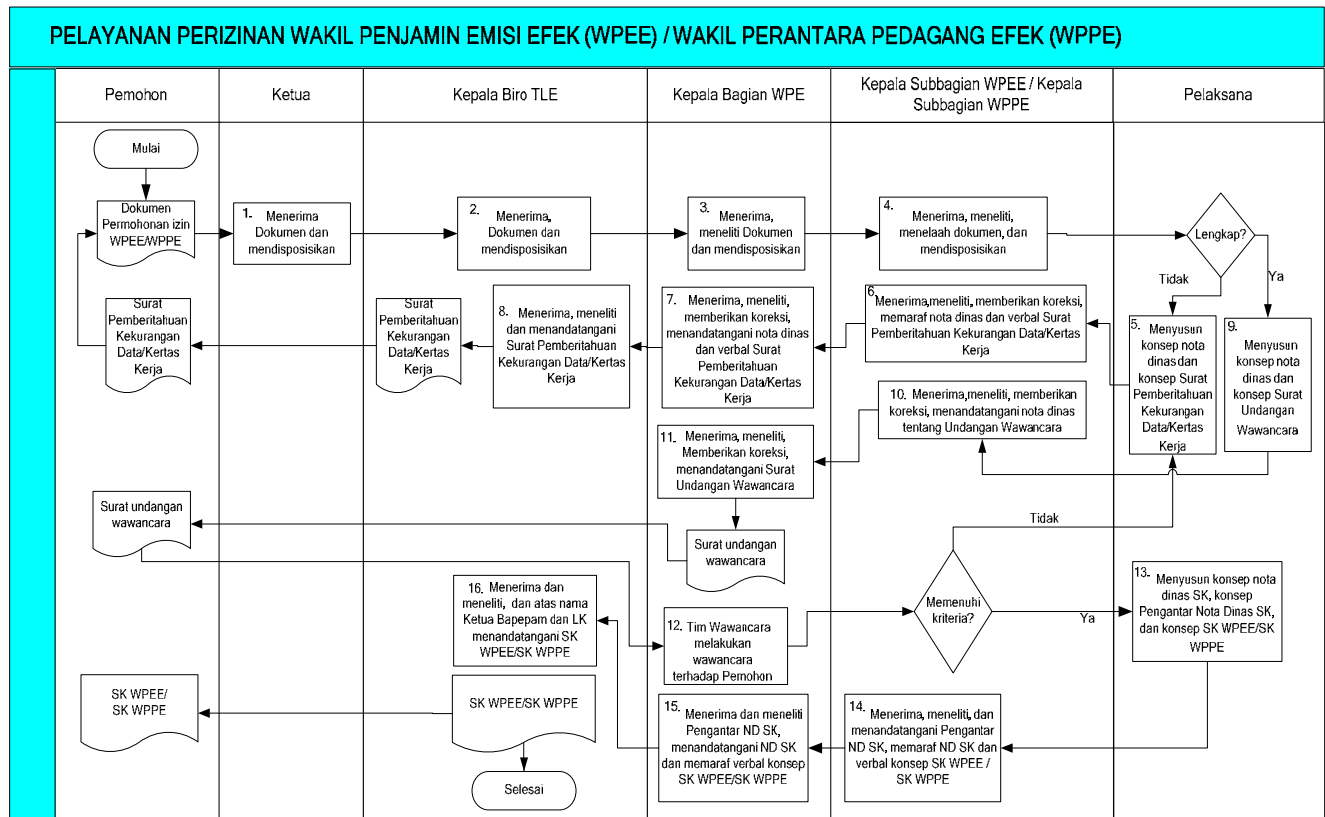 PELAYANAN PERIZINAN WAKIL PENJAMIN EMISI EFEK (WPEE) / WAKIL PERANTARA PEDAGANG EFEK (WPPE)
Pemohon
Ketua
Kepala Biro TLE
Kepala Bagian WPE
Kepala Subbagian WPEE / Kepala
Subbagian WPPE
Pelaksana
Mulai
Dokumen
Permohonan izin
WPEE/WPPE
1. Menerima
Dokumen dan
mendisposisikan
2. Menerima,
Dokumen dan
mendisposisikan
3. Menerima,
meneliti Dokumen
dan mendisposisikan
4. Menerima, meneliti,
menelaah dokumen, dan
mendisposisikan
Lengkap?
Tidak
Ya
Surat
Pemberitahuan
Kekurangan
Data/Kertas
Kerja
Surat
Pemberitahuan
Kekurangan
Data/Kertas
Kerja
8. Menerima, meneliti
dan menandatangani
Surat Pemberitahuan
Kekurangan Data/Kertas
Kerja
7. Menerima, meneliti,
memberikan koreksi,
menandatangani nota dinas
dan verbal Surat
Pemberitahuan
Kekurangan Data/Kertas
Kerja
6. Menerima,meneliti, memberikan koreksi,
memaraf nota dinas dan verbal Surat
Pemberitahuan Kekurangan Data/Kertas
Kerja
5. Menyusun
konsep nota
dinas dan
konsep Surat
Pemberitahuan
Kekurangan
Data/Kertas
Kerja
9. Menyusun
konsep nota
dinas dan
konsep Surat
Undangan
Wawancara
10. Menerima,meneliti, memberikan
koreksi, menandatangani nota dinas
tentang Undangan Wawancara
11. Menerima, meneliti,
Memberikan koreksi,
menandatangani Surat
Undangan Wawancara
Surat undangan
wawancara
Surat undangan
wawancara
Tidak
16. Menerima dan
meneliti, dan atas nama
Ketua Bapepam dan LK
menandatangani SK
WPEE/SK WPPE
12. Tim Wawancara
melakukan
wawancara
terhadap Pemohon
Memenuhi
kriteria?
Ya
13. Menyusun konsep nota
dinas SK, konsep
Pengantar Nota Dinas SK,
dan konsep SK WPEE/SK
WPPE
SK WPEE/
SK WPPE
SK WPEE/SK WPPE
15. Menerima dan meneliti
Pengantar ND SK,
menandatangani ND SK
dan memaraf verbal konsep
SK WPEE/SK WPPE
14. Menerima, meneliti, dan
menandatangani Pengantar
ND SK, memaraf ND SK dan
verbal konsep SK WPEE /
SK WPPE
Selesai